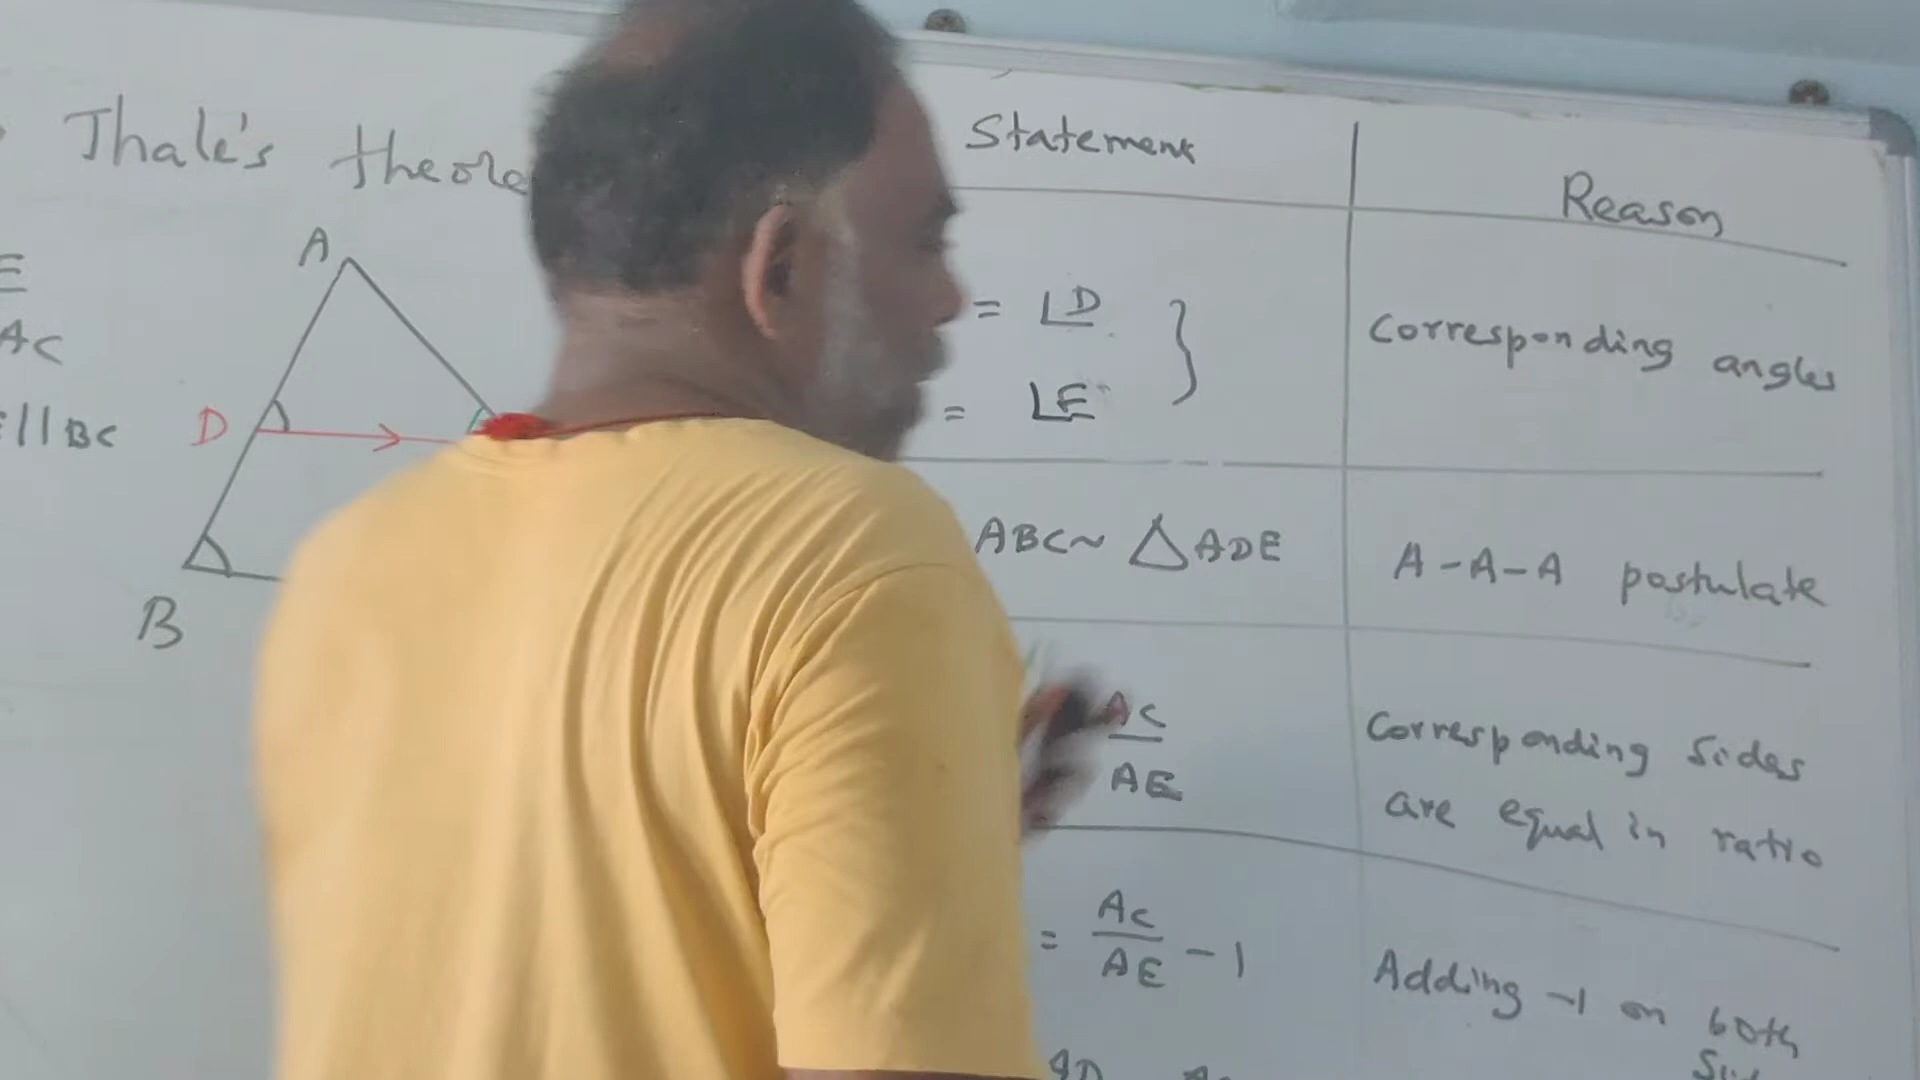 Thale's theore
E
AC
A
D
B
//BC
Statement
Reason
= ∠D
= ∠E
}
Corresponding angles
ABC ~ △ADE
A-A-A postulate
AC
AE
Corresponding sides
are equal in ratio
= AC/AE - 1
Adding -1 on both